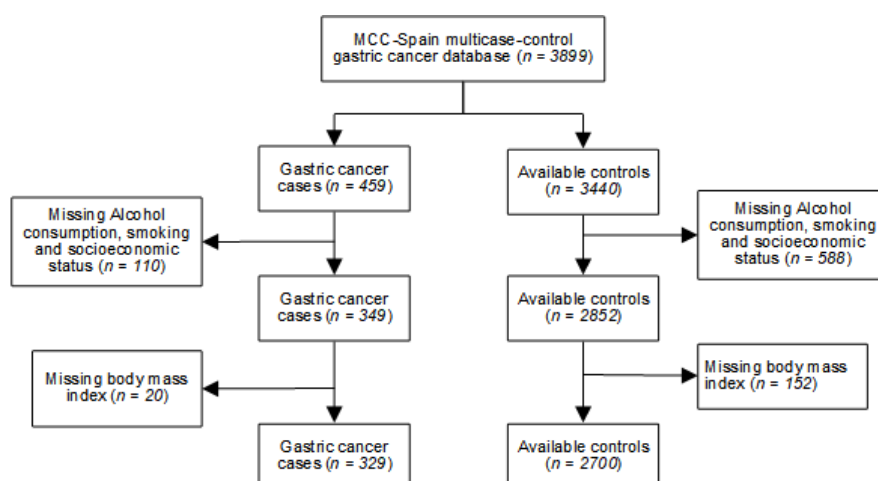 MCC-Spain multicase-control
gastric cancer database (n = 3899)
Gastric cancer
cases (n = 459)
Available controls
(n = 3440)
Missing Alcohol
consumption, smoking
and socioeconomic
status (n = 110)
Missing Alcohol
consumption, smoking
and socioeconomic
status (n = 588)
Gastric cancer
cases (n = 349)
Available controls
(n = 2852)
Missing body mass
index (n = 20)
Missing body mass
index (n = 152)
Gastric cancer
cases (n = 329)
Available controls
(n = 2700)